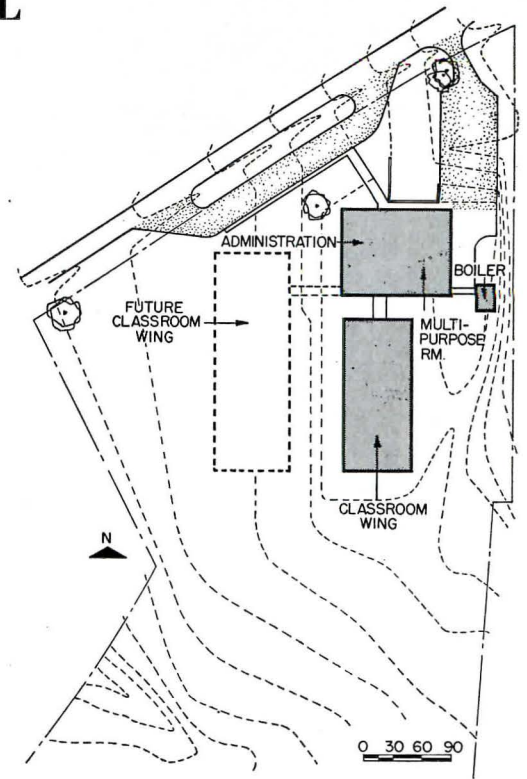 L
ADMINISTRATION
BOILER
FUTURE
CLASSROOM
WING
MULTI-
PURPOSE
RM.
CLASSROOM
WING
N
0 30 60 90